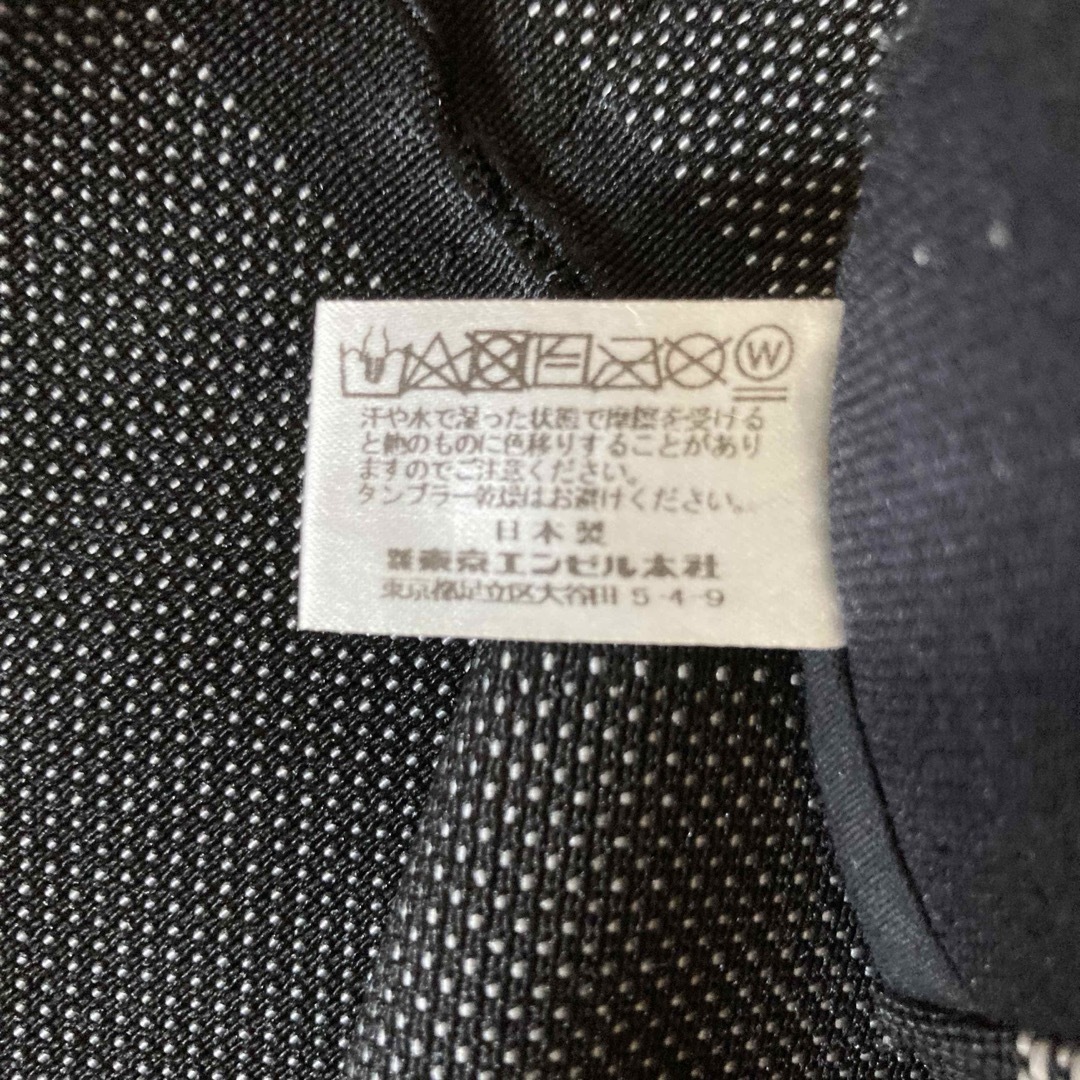 W
汗や水で湿った状態で摩擦を受ける
と他のものに色移りすることがあり
ますのでご注意ください。
タンブラー乾燥はお避けください。
日本製
東京エンゼル本社
東京都足立区大谷田5-4-9